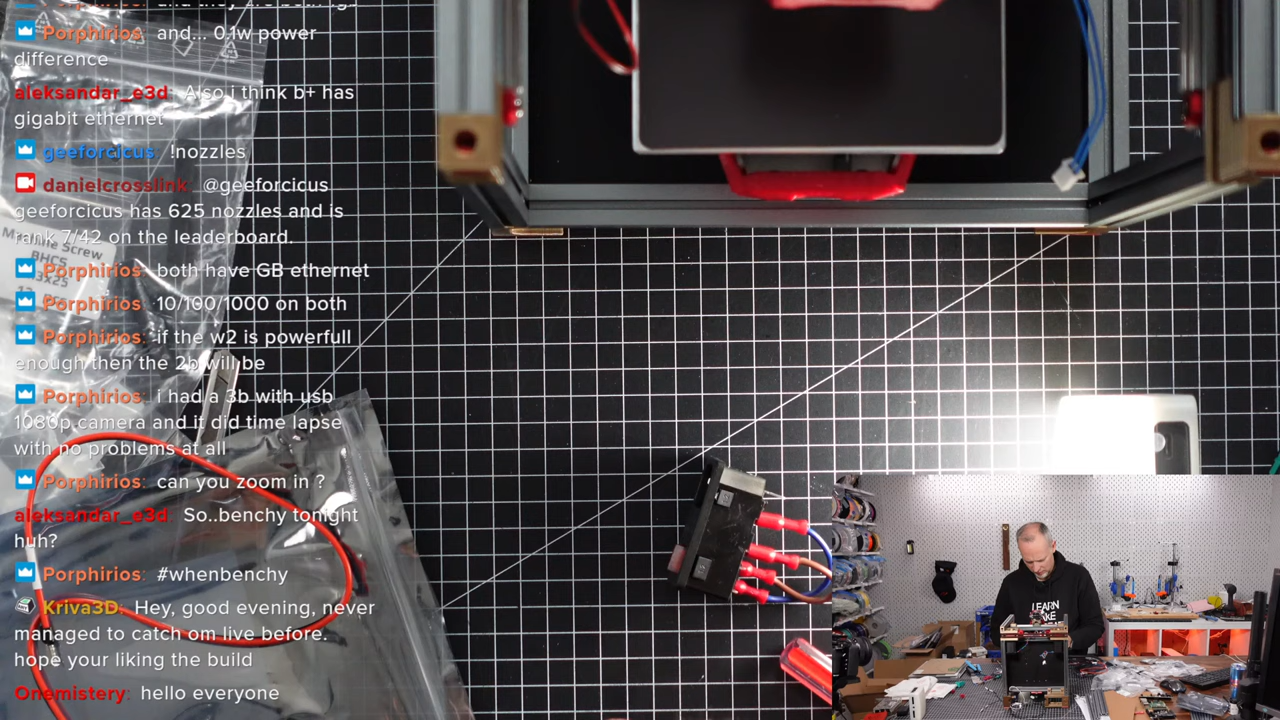 Porphirios: and... 0.1w power
difference
aleksandar_e3d: Also i think b+ has
gigabit ethernet
geeforcicus: !nozzles
danielcrosslink: @geeforcicus
geeforcicus has 625 nozzles and is
rank 7/42 on the leaderboard.
Porphirios: both have GB ethernet
Porphirios: 10/100/1000 on both
Porphirios: if the w2 is powerfull
enough then the 2b will be
Porphirios: i had a 3b with usb
1080p camera and it did time lapse
with no problems at all
Porphirios: can you zoom in ?
aleksandar_e3d: So..benchy tonight
huh?
Porphirios: #whenbenchy
Kriva3D: Hey, good evening, never
managed to catch om live before.
hope your liking the build
Onemistery: hello everyone
Screw
BHCS
LEARN